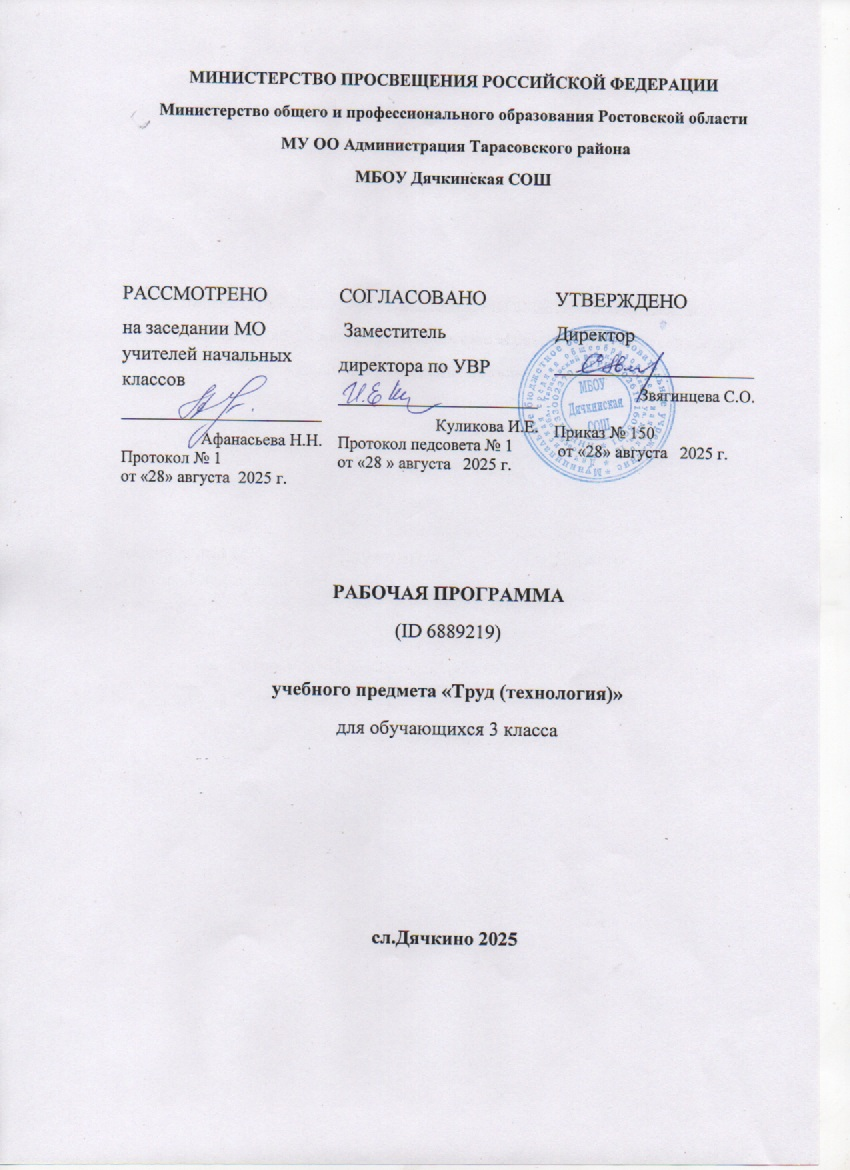 МИНИСТЕРСТВО ПРОСВЕЩЕНИЯ РОССИЙСКОЙ ФЕДЕРАЦИИ
Министерство общего и профессионального образования Ростовской области
МУ ОО Администрация Тарасовского района
МБОУ Дячкинская СОШ
РАССМОТРЕНО
на заседании МО
учителей начальных
классов
Афанасьева Н.Н.
Протокол № 1
от «28» августа 2025 г.
СОГЛАСОВАНО
Заместитель
директора по УВР
Куликова И.Е.
Протокол педсовета № 1
от «28 » августа 2025 г.
УТВЕРЖДЕНО
Директор
Звягинцева С.О.
Приказ № 150
от «28» августа 2025 г.
МБОУ
Дячкинская
СОШ
РАБОЧАЯ ПРОГРАММА
(ID 6889219)
учебного предмета «Труд (технология)»
для обучающихся 3 класса
сл.Дячкино 2025